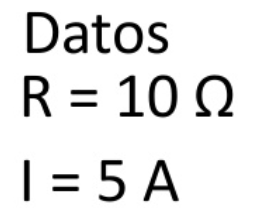 Datos
R = 10 Ω
I = 5 A